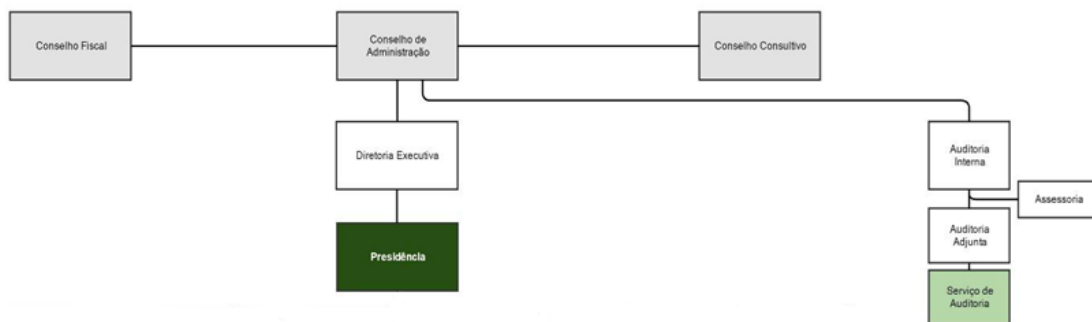 Conselho Fiscal
Conselho de
Administração
Conselho Consultivo
Diretoria Executiva
Auditoria
Interna
Assessoria
Presidência
Auditoria
Adjunta
Serviço de
Auditoria